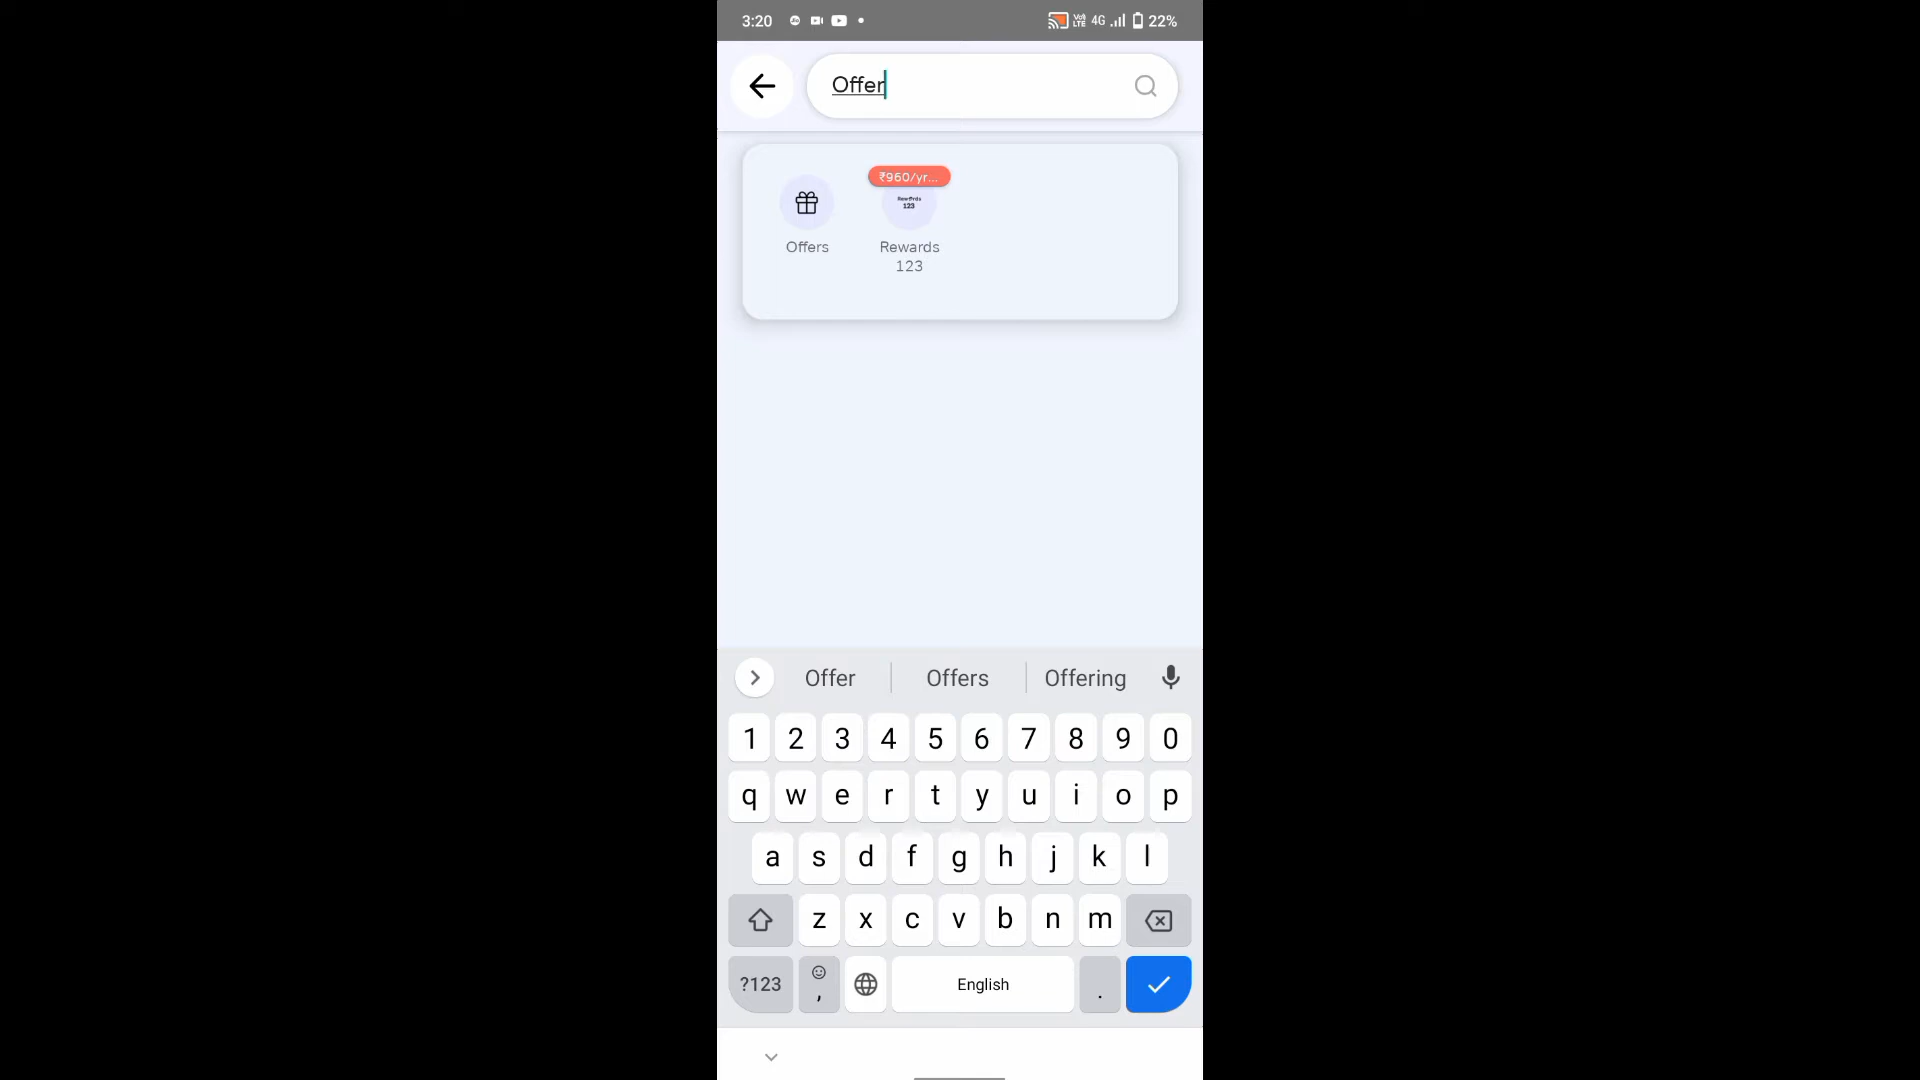 3:20 4G 22%
Offer
₹960/yr...
Rewards
123
Offers
Rewards
123
Offer Offers Offering
1 2 3 4 5 6 7 8 9 0
q w e r t y u i o p
a s d f g h j k l
z x c v b n m
?123 , English .